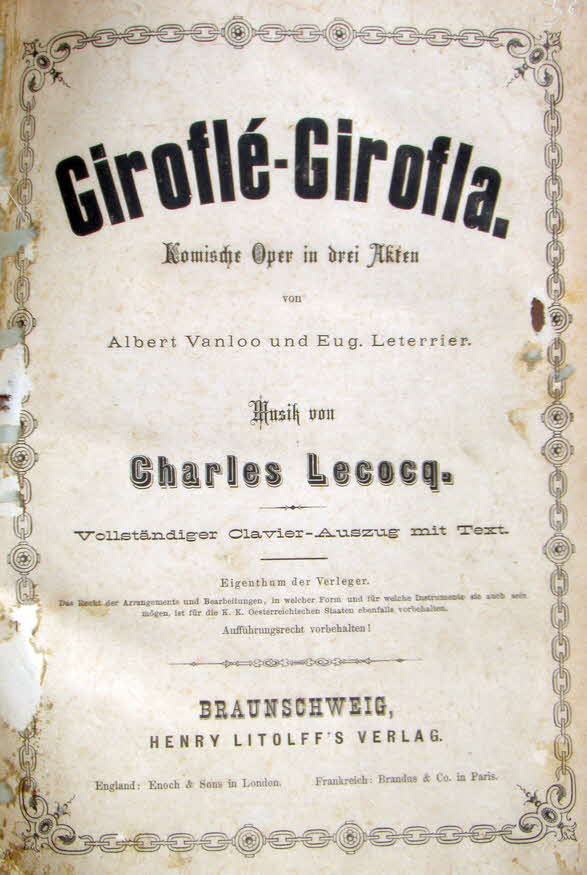 Giroflé-Girofla.
Komische Oper in drei Akten
von
Albert Vanloo und Eug. Leterrier.
Musik von
Charles Lecocq.
Vollständiger Clavier-Auszug mit Text.
Eigenthum der Verleger.
Das Recht der Arrangements und Bearbeitungen, in welcher Form und für welche Instrumente sie auch sein
mögen, ist für die K. K. Oesterreichischen Staaten ebenfalls vorbehalten.
Aufführungsrecht vorbehalten!
BRAUNSCHWEIG,
HENRY LITOLFF'S VERLAG.
England: Enoch & Sons in London. Frankreich: Brandus & Co. in Paris.